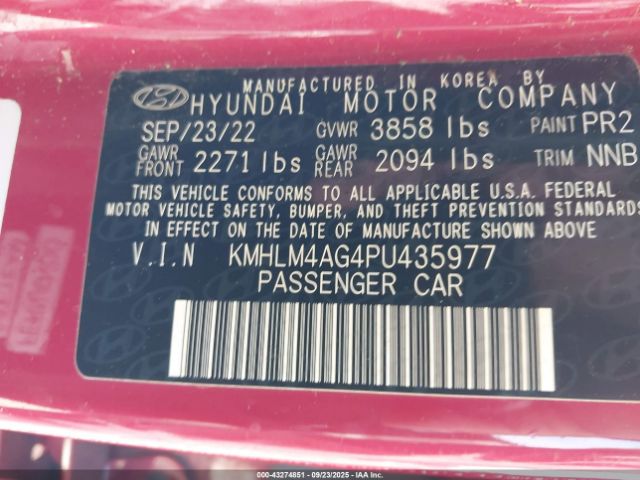 MANUFACTURED IN KOREA BY
HYUNDAI MOTOR COMPANY
SEP/23/22 GVWR 3858 lbs PAINT PR2
GAWR FRONT 2271 lbs GAWR REAR 2094 lbs TRIM NNB
THIS VEHICLE CONFORMS TO ALL APPLICABLE U.S.A. FEDERAL
MOTOR VEHICLE SAFETY, BUMPER, AND THEFT PREVENTION STAN
IN EFFECT ON THE DATE OF MANUFACTURE SHOWN ABOVE.
V.I.N KMHLM4AG4PU435977
PASSENGER CAR
000-43274851 (09/23/2025) © IAA Holdings, LLC